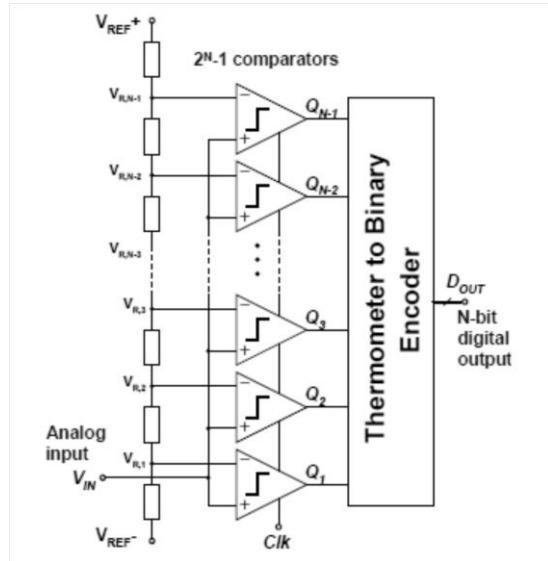 VREF+
2ᴺ-1 comparators
VR,N-1
−
+
QN-1
VR,N-2
−
+
QN-2
VR,N-3
VR,3
−
+
Q3
VR,2
−
+
Q2
Analog
input
VR,1
−
+
Q1
VIN
VREF-
Clk
Thermometer to Binary
Encoder
DOUT
N-bit
digital
output